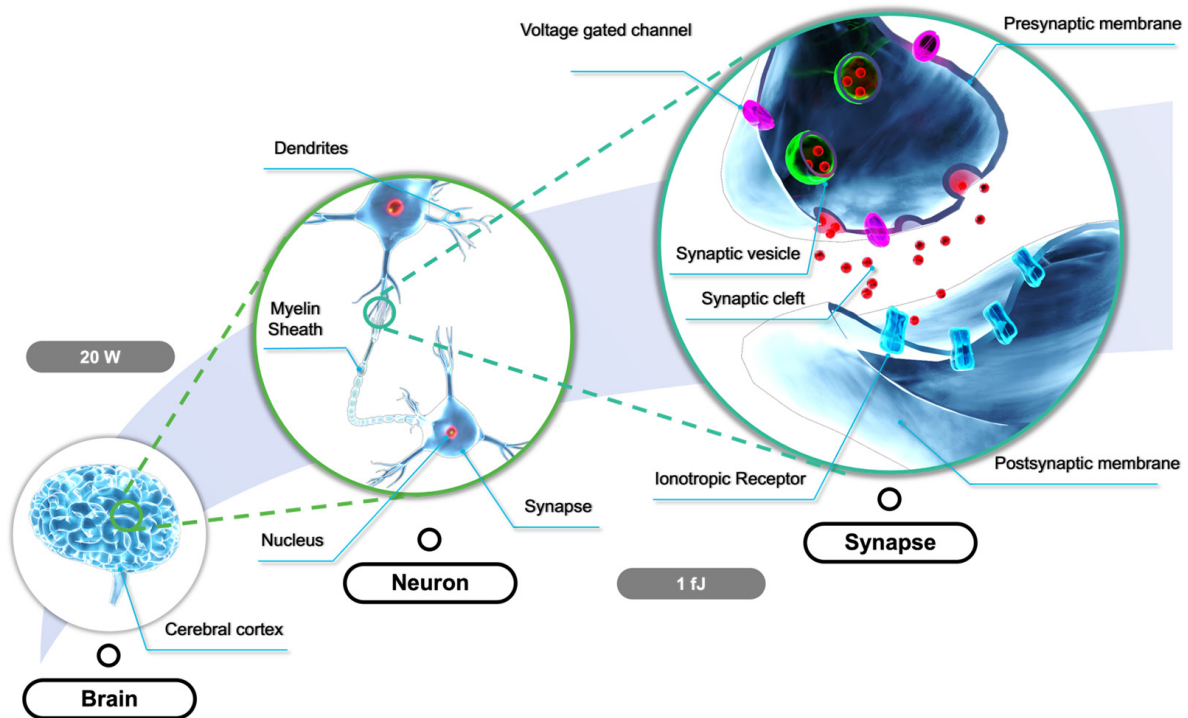 Voltage gated channel
Presynaptic membrane
Dendrites
Synaptic vesicle
Synaptic cleft
Myelin
Sheath
20 W
Ionotropic Receptor
Postsynaptic membrane
Synapse
Nucleus
Synapse
Neuron
1 fJ
Cerebral cortex
Brain